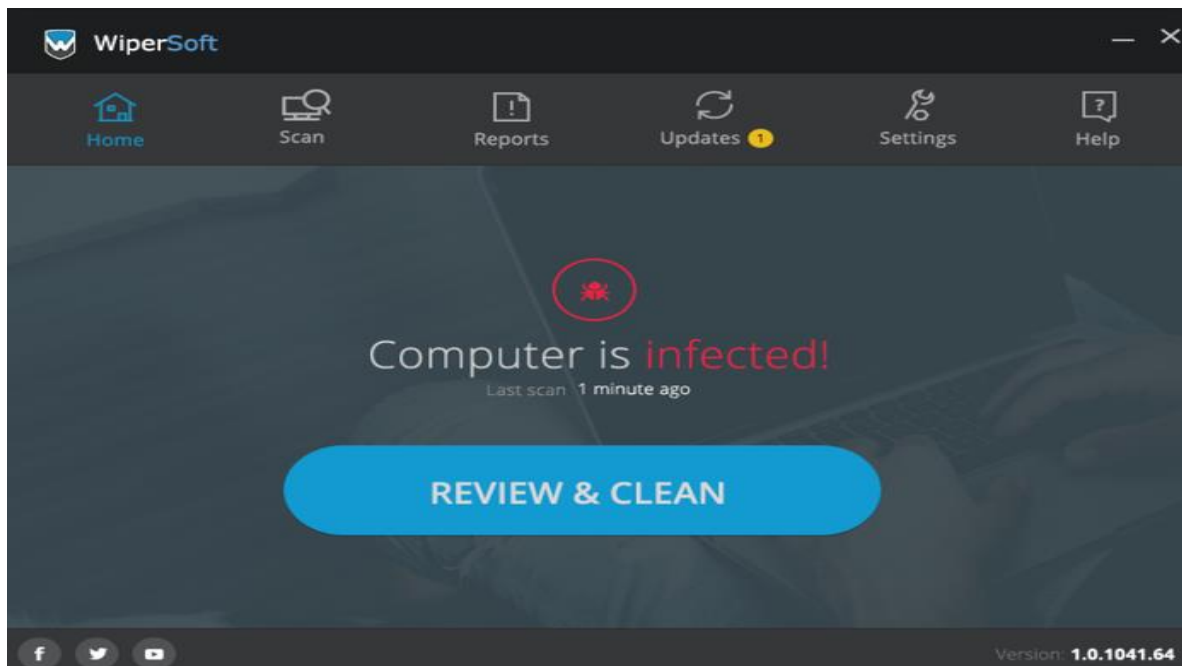 WiperSoft
Home
Scan
Reports
Updates 1
Settings
Help
Computer is infected!
Last scan 1 minute ago
REVIEW & CLEAN
Version: 1.0.1041.64